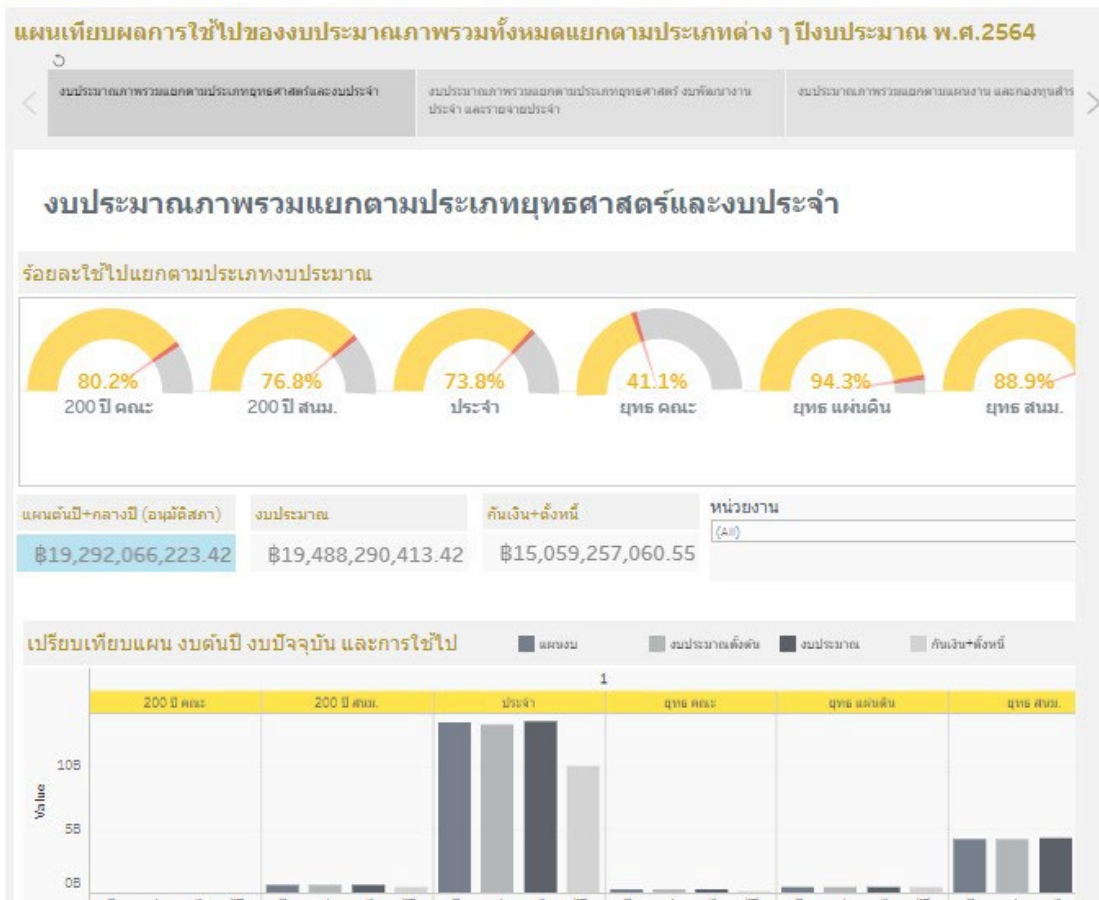 แผนเทียบผลการใช้ไปของงบประมาณภาพรวมทั้งหมดแยกตามประเภทต่าง ๆ ปีงบประมาณ พ.ศ.2564
งบประมาณภาพรวมแยกตามประเภทยุทธศาสตร์และงบประจำ
งบประมาณภาพรวมแยกตามประเภทยุทธศาสตร์ งบพัฒนางาน
ประจำ และรายจ่ายประจำ
งบประมาณภาพรวมแยกตามแผนงาน และกองทุนสำร
งบประมาณภาพรวมแยกตามประเภทยุทธศาสตร์และงบประจำ
ร้อยละใช้ไปแยกตามประเภทงบประมาณ
80.2% 76.8% 73.8% 41.1% 94.3% 88.9%
200 ปี คณะ 200 ปี สนม. ประจำ ยุทธ คณะ ยุทธ แผ่นดิน ยุทธ สนม.
แผนต้นปี+กลางปี (อนุมัติสภา) งบประมาณ กันเงิน+ตั้งหนี้ หน่วยงาน
฿19,292,066,223.42 ฿19,488,290,413.42 ฿15,059,257,060.55 (All)
เปรียบเทียบแผน งบต้นปี งบปัจจุบัน และการใช้ไป แผนงบ งบประมาณตั้งต้น งบประมาณ กันเงิน+ตั้งหนี้
1
200 ปี คณะ 200 ปี สนม. ประจำ ยุทธ คณะ ยุทธ แผ่นดิน ยุทธ สนม.
10B
Value
5B
0B